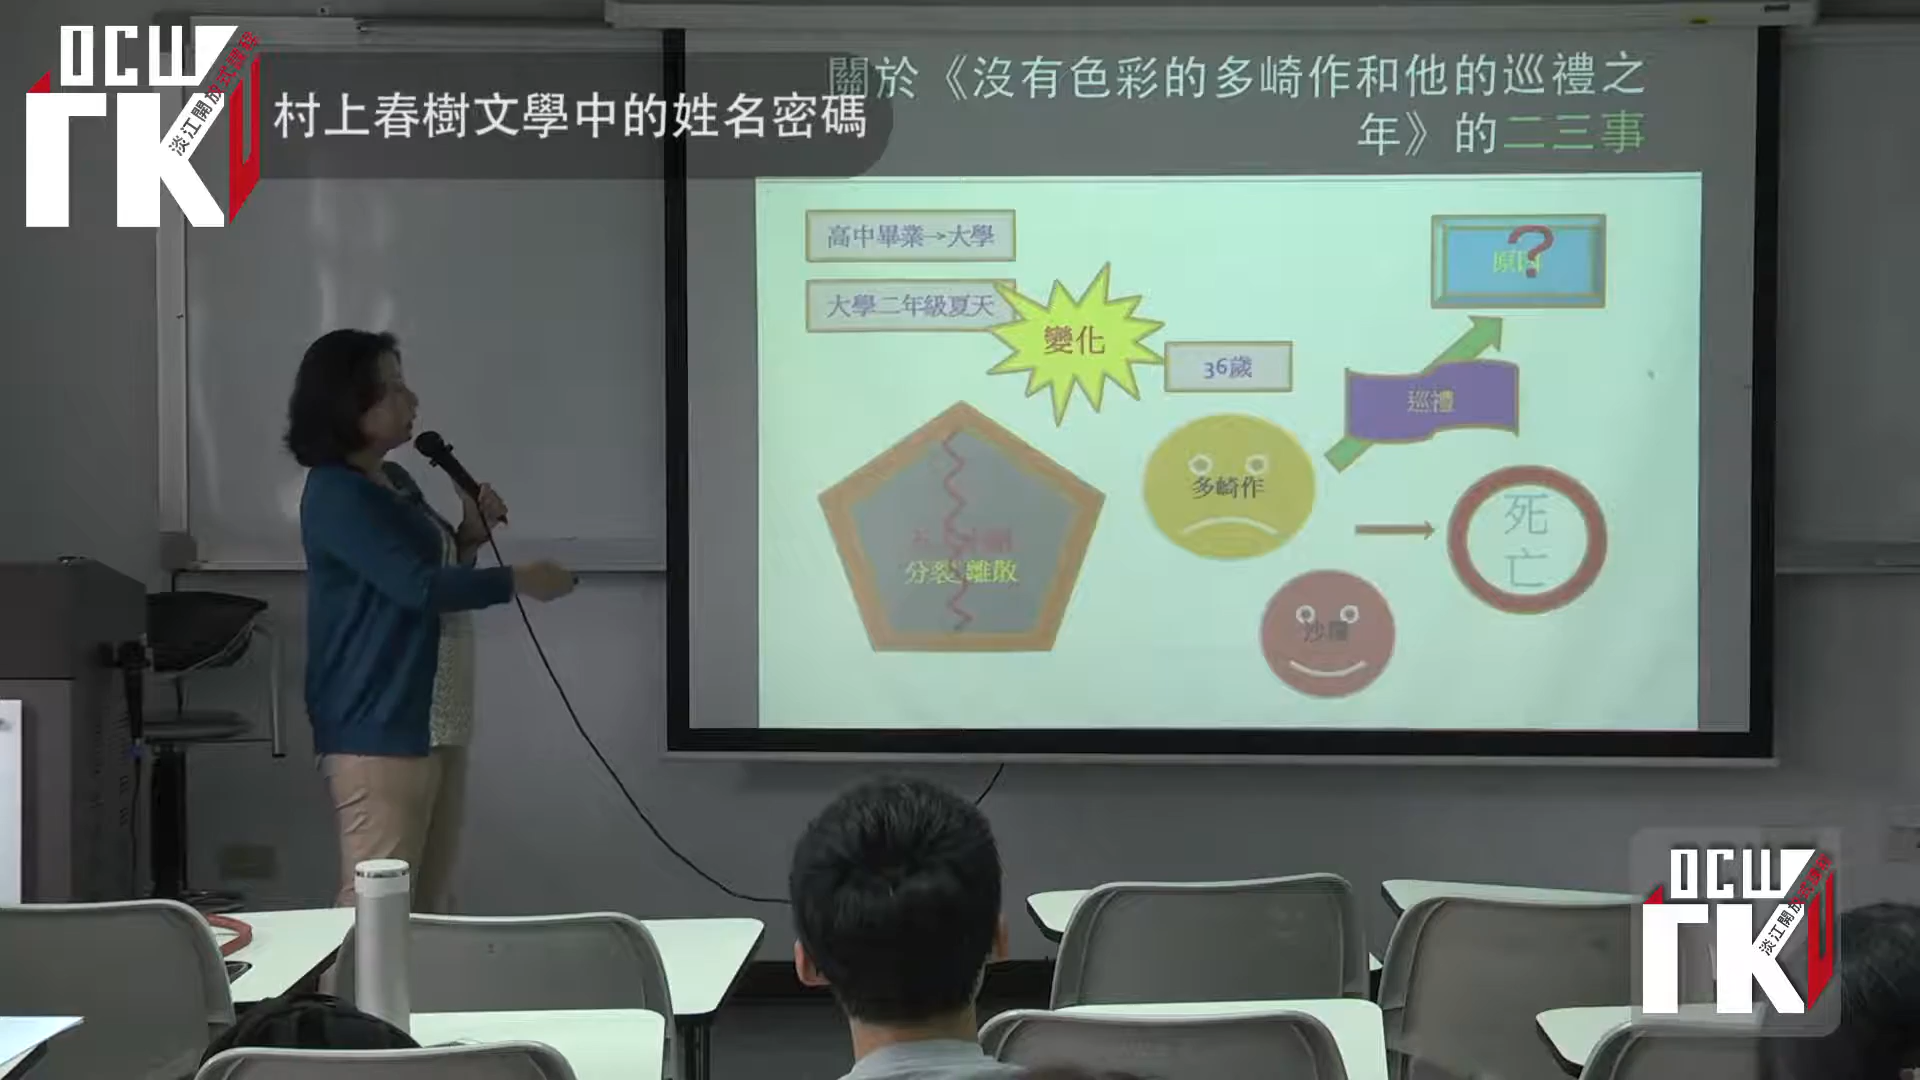 OCW
TKU
淡江開放式課程
村上春樹文學中的姓名密碼
關於《沒有色彩的多崎作和他的巡禮之
年》的二三事
高中畢業→大學
大學二年級夏天
變化
36歲
原因
?
巡禮
多崎作
分裂 離散
死
亡
沙羅
OCW
TKU
淡江開放式課程